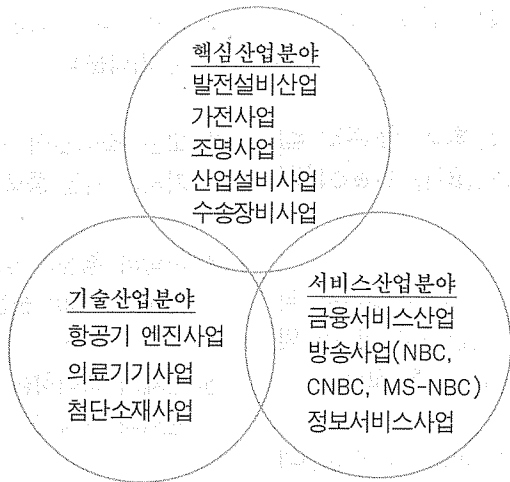 핵심산업분야
발전설비산업
가전사업
조명사업
산업설비사업
수송장비사업
기술산업분야
항공기 엔진사업
의료기기사업
첨단소재사업
서비스산업분야
금융서비스산업
방송사업(NBC,
CNBC, MS-NBC)
정보서비스사업